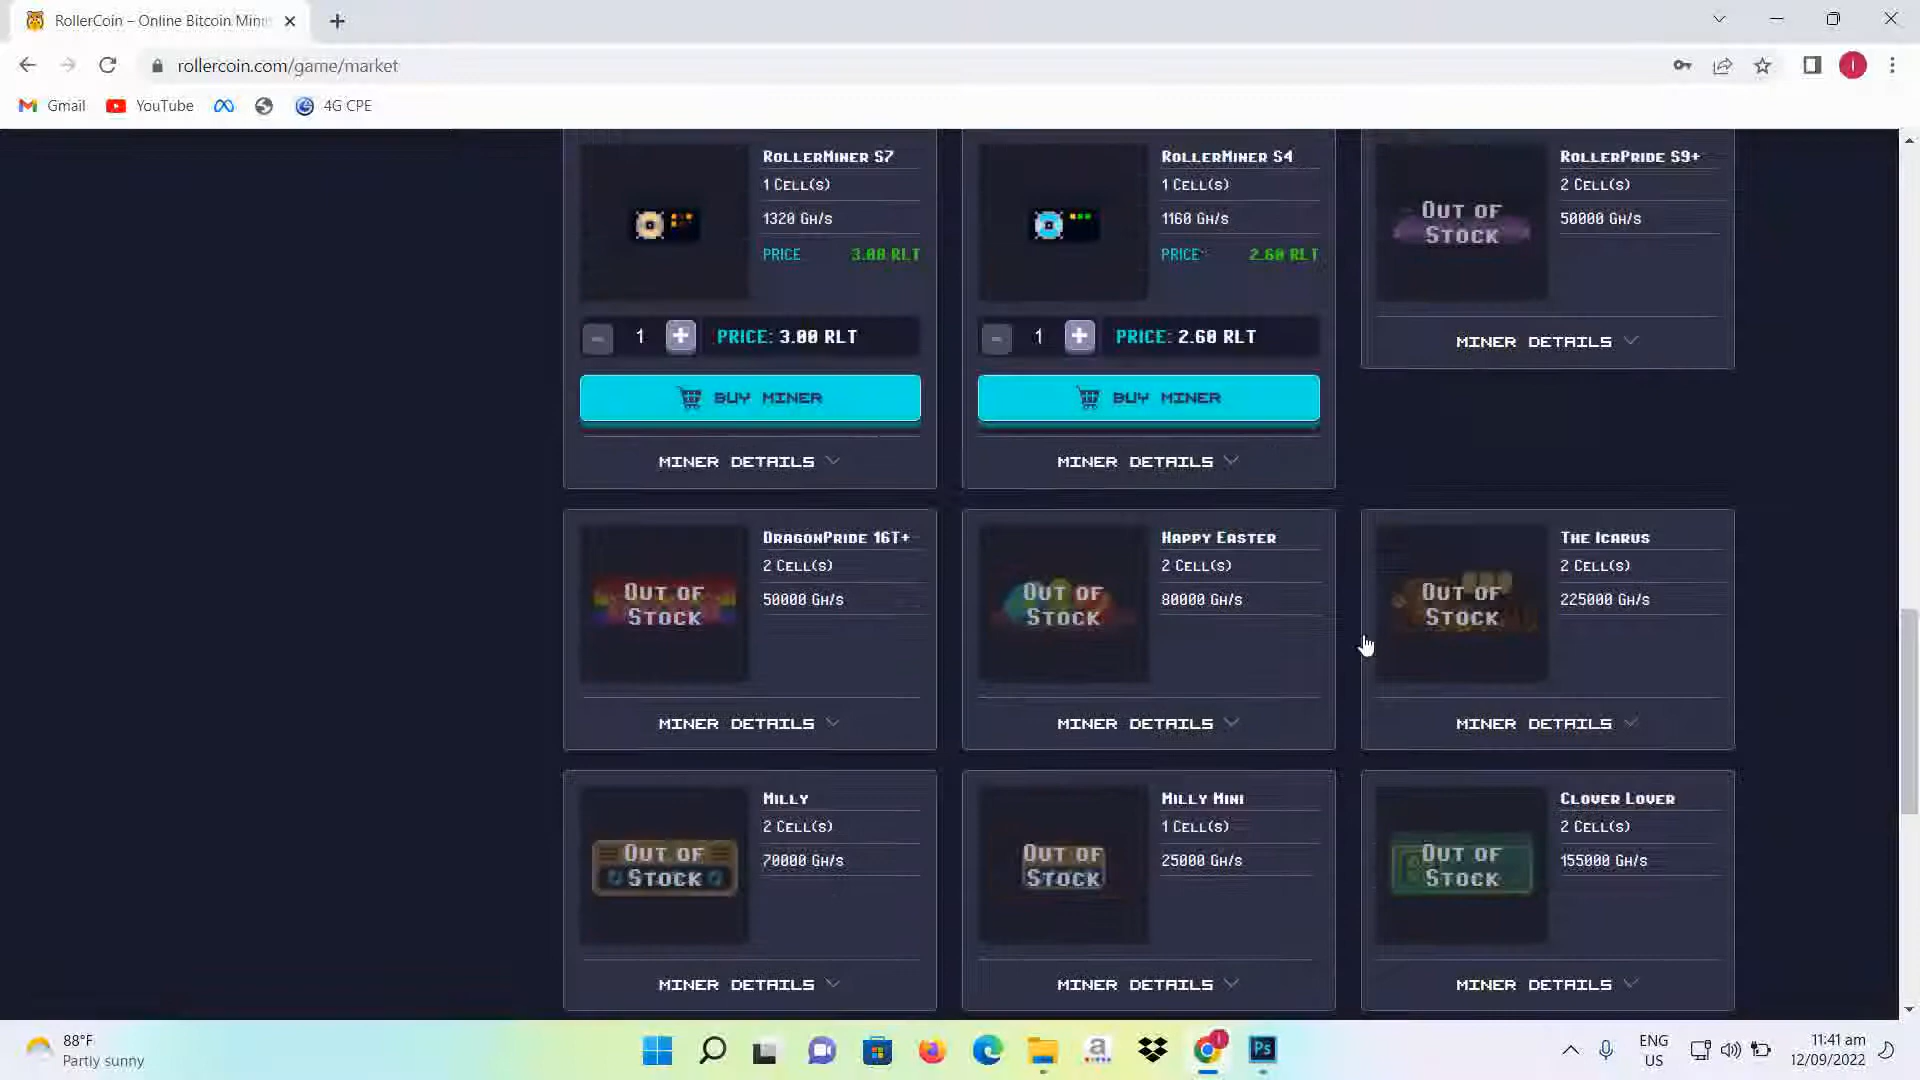 RollerCoin – Online Bitcoin Mini
rollercoin.com/game/market
I
Gmail
YouTube
4G CPE
RollerMiner S7
1 Cell(s)
1320 Gh/s
PRICE 3.00 RLT
1
PRICE: 3.00 RLT
BUY MINER
MINER DETAILS
RollerMiner S4
1 Cell(s)
1160 Gh/s
PRICE: 2.60 RLT
1
PRICE: 2.60 RLT
BUY MINER
MINER DETAILS
RollerPride S9+
2 Cell(s)
50000 Gh/s
Out of
Stock
MINER DETAILS
DragonPride 16T+
2 Cell(s)
50000 Gh/s
Out of
Stock
MINER DETAILS
Happy Easter
2 Cell(s)
80000 Gh/s
Out of
Stock
MINER DETAILS
The Icarus
2 Cell(s)
225000 Gh/s
Out of
Stock
MINER DETAILS
Milly
2 Cell(s)
70000 Gh/s
Out of
Stock
MINER DETAILS
Milly Mini
1 Cell(s)
25000 Gh/s
Out of
Stock
MINER DETAILS
Clover Lover
2 Cell(s)
155000 Gh/s
Out of
Stock
MINER DETAILS
88°F
Partly sunny
a
1
Ps
ENG
US
11:41 am
12/09/2022